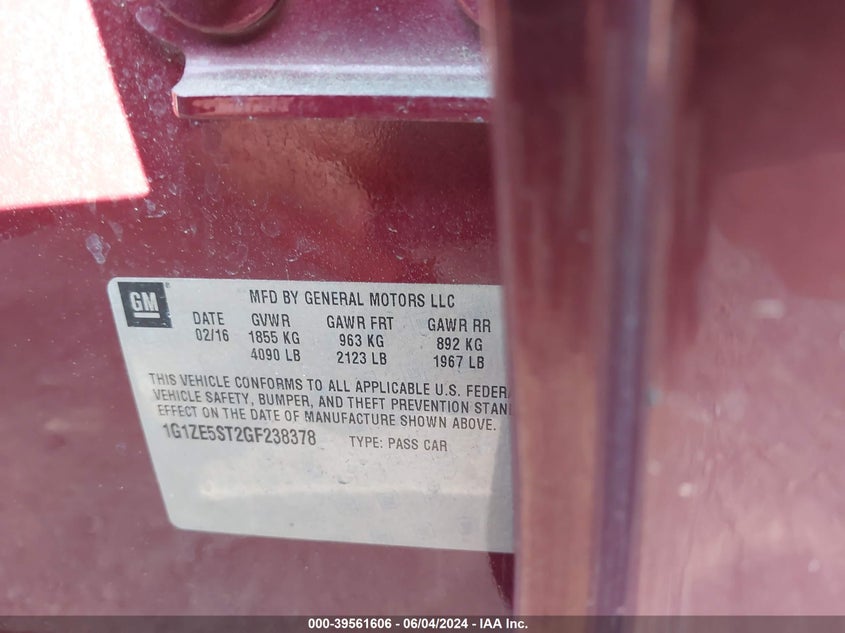 GM
MFD BY GENERAL MOTORS LLC
DATE GVWR GAWR FRT GAWR RR
02/16 1855 KG 963 KG 892 KG
4090 LB 2123 LB 1967 LB
THIS VEHICLE CONFORMS TO ALL APPLICABLE U.S. FEDERA
VEHICLE SAFETY, BUMPER, AND THEFT PREVENTION STAN
EFFECT ON THE DATE OF MANUFACTURE SHOWN ABOVE.
1G1ZE5ST2GF238378 TYPE: PASS CAR
000-39561606 - 06/04/2024 - IAA Inc.